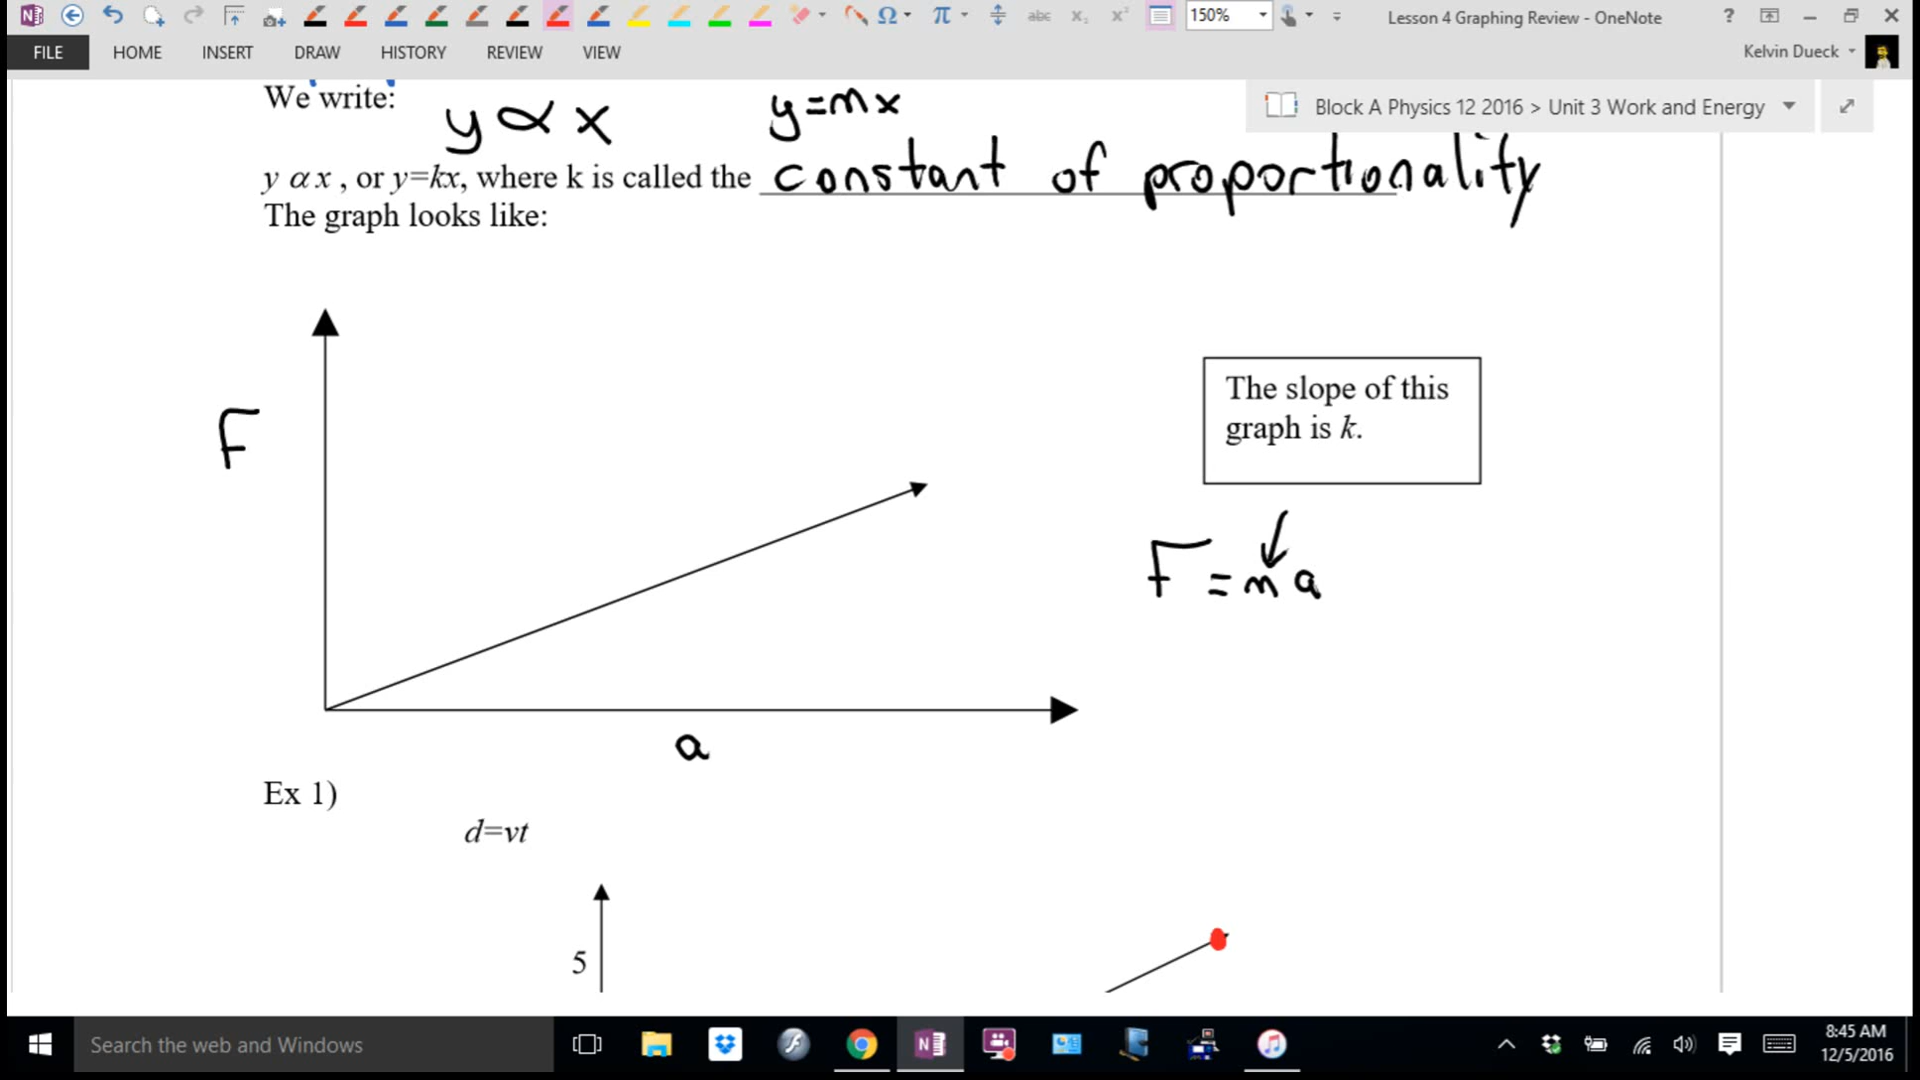 150%
Lesson 4 Graphing Review - OneNote
FILE HOME INSERT DRAW HISTORY REVIEW VIEW
Kelvin Dueck
Block A Physics 12 2016 > Unit 3 Work and Energy
We write: y ∝ x y=mx
y α x , or y=kx, where k is called the constant of proportionality
The graph looks like:
The slope of this
graph is k.
F
F = ma
a
Ex 1)
d=vt
5
Search the web and Windows
8:45 AM
12/5/2016